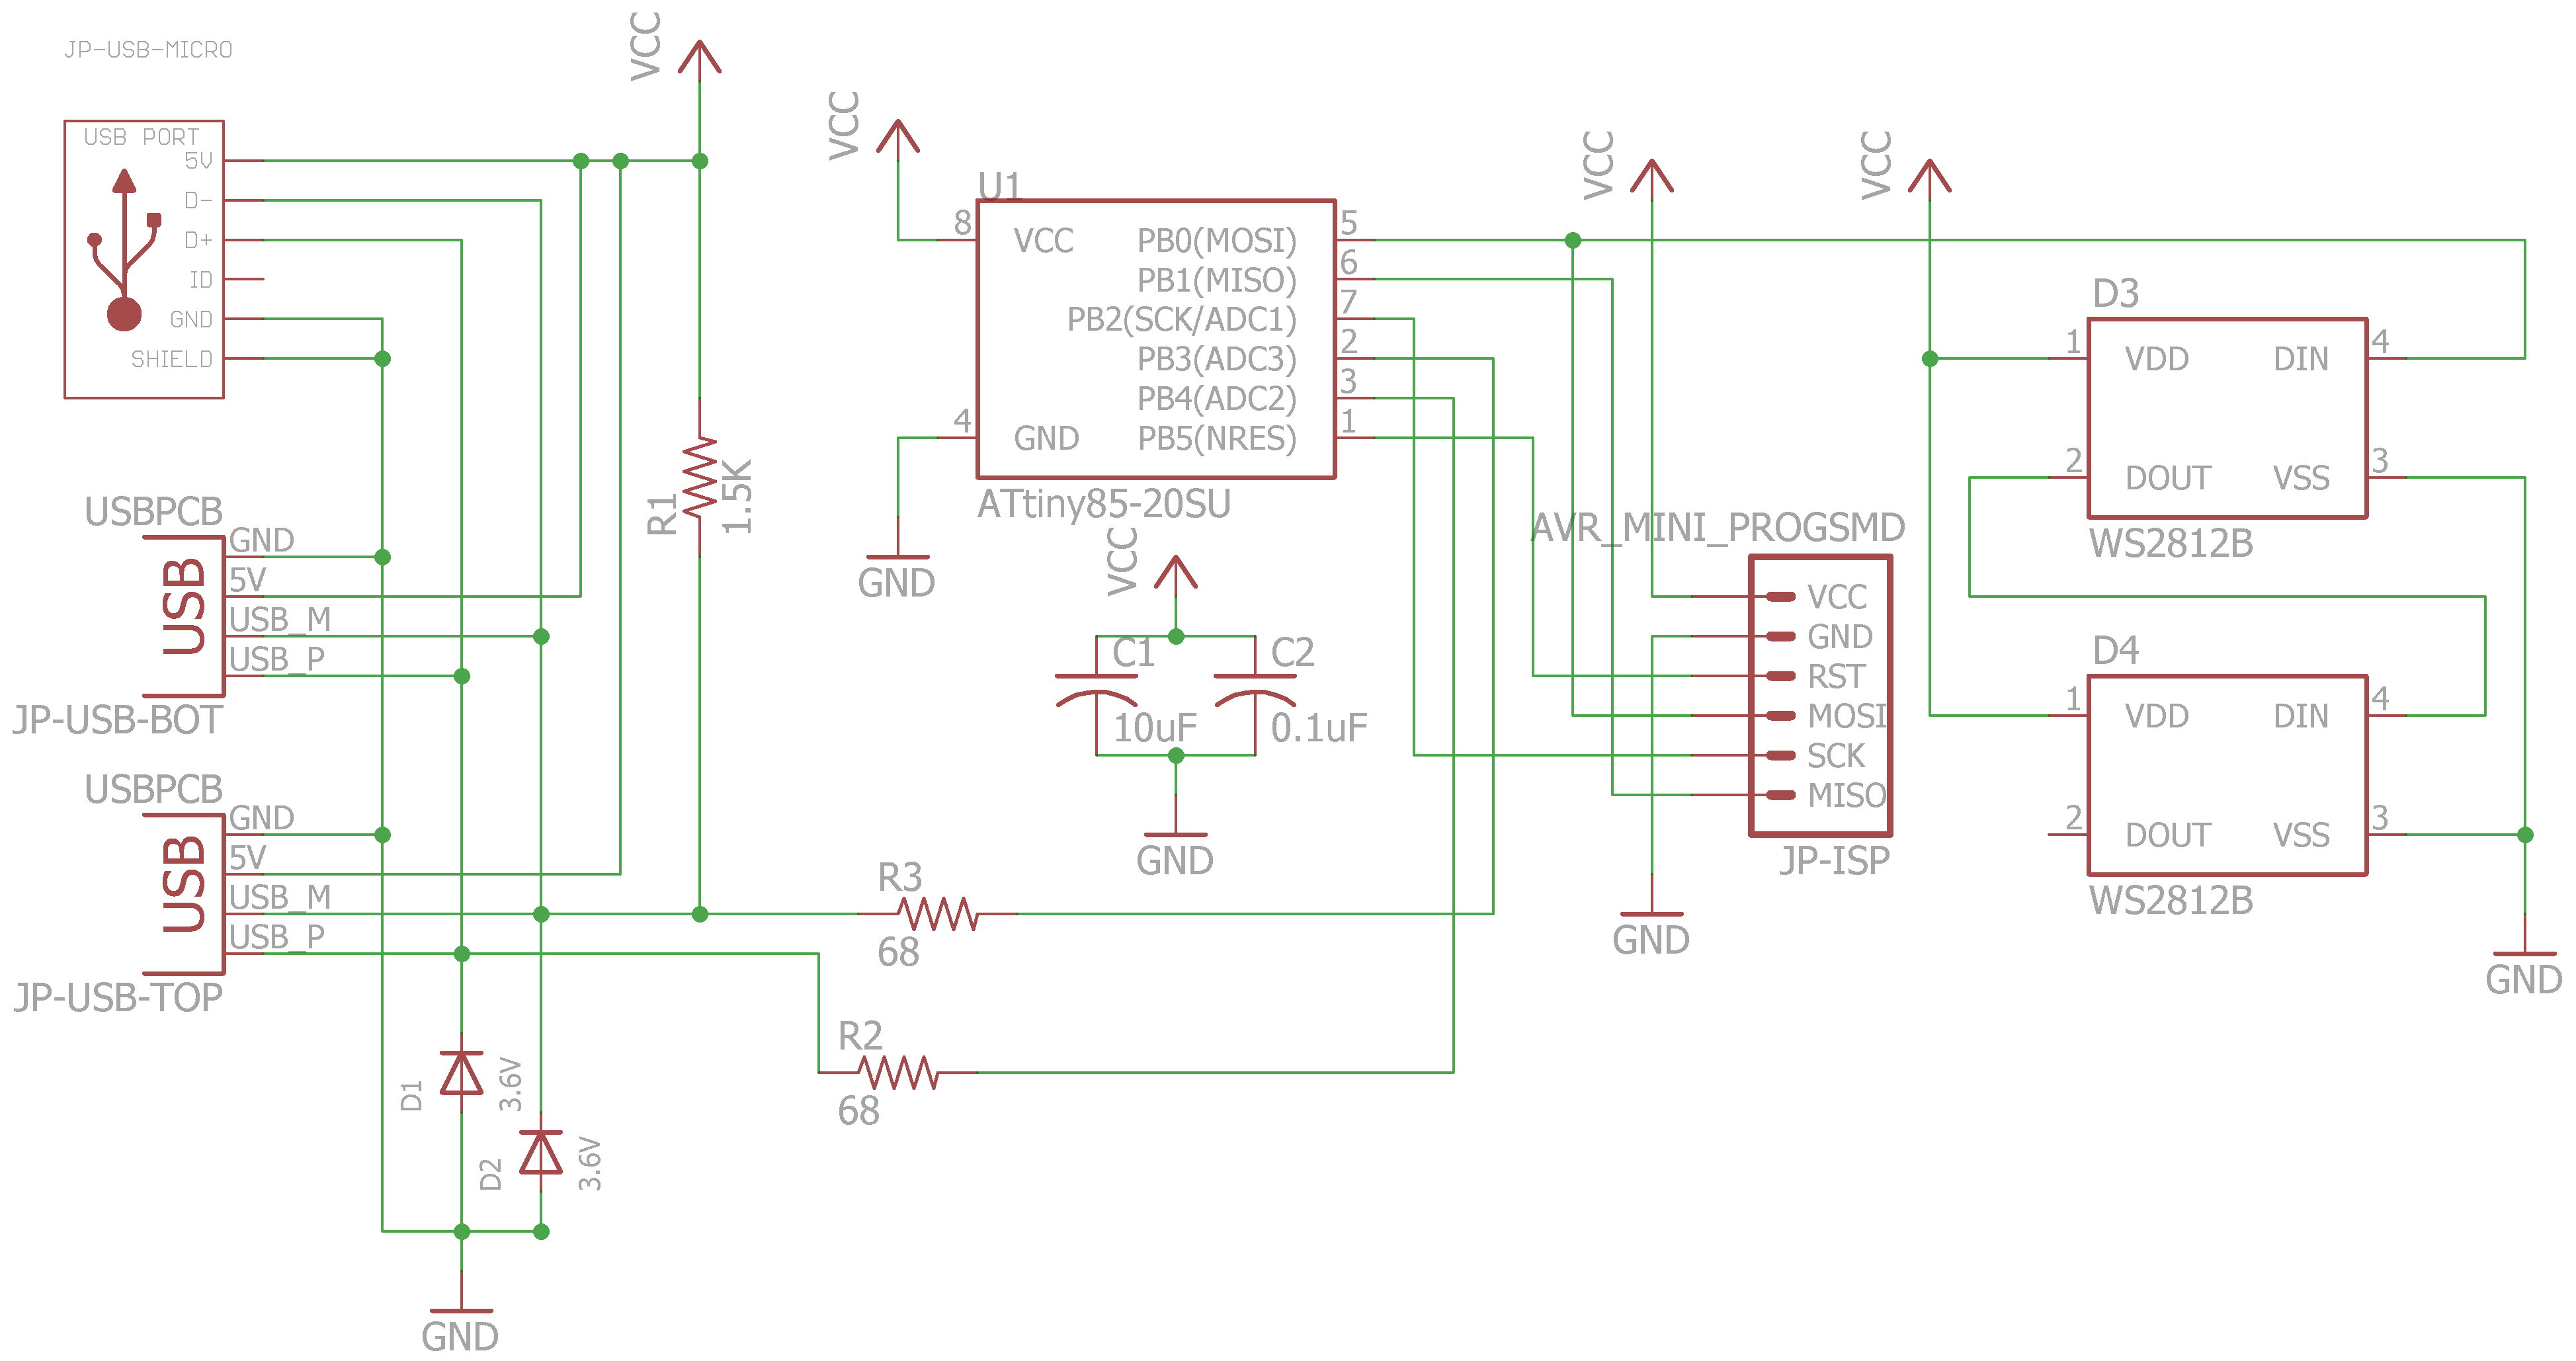 JP-USB-MICRO
USB PORT
5V
D-
D+
ID
GND
SHIELD
VCC
USBPCB
GND
5V
USB_M
USB_P
USB
JP-USB-BOT
USBPCB
GND
5V
USB_M
USB_P
USB
JP-USB-TOP
R1
1.5K
D1
3.6V
D2
3.6V
GND
R3
68
R2
68
VCC
U1
8
VCC
4
GND
PB0(MOSI)
5
PB1(MISO)
6
PB2(SCK/ADC1)
7
PB3(ADC3)
2
PB4(ADC2)
3
PB5(NRES)
1
ATtiny85-20SU
GND
VCC
C1
10uF
C2
0.1uF
GND
VCC
AVR_MINI_PROGSMD
VCC
GND
RST
MOSI
SCK
MISO
JP-ISP
GND
VCC
D3
1
VDD
DIN
4
2
DOUT
VSS
3
WS2812B
D4
1
VDD
DIN
4
2
DOUT
VSS
3
WS2812B
GND